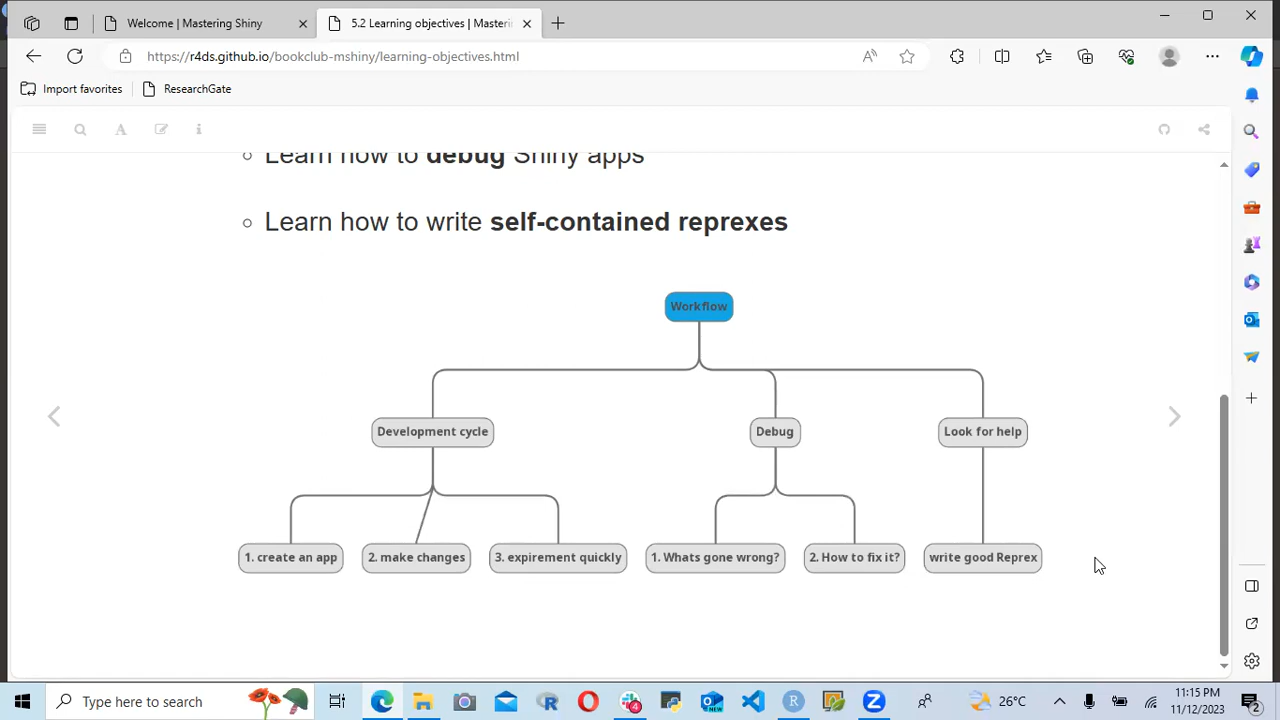 Welcome | Mastering Shiny
5.2 Learning objectives | Masteri
https://r4ds.github.io/bookclub-mshiny/learning-objectives.html
Import favorites
ResearchGate
Learn how to debug Shiny apps
Learn how to write self-contained reprexes
Workflow
Development cycle
Debug
Look for help
1. create an app
2. make changes
3. expirement quickly
1. Whats gone wrong?
2. How to fix it?
write good Reprex
Type here to search
26°C
11:15 PM
11/12/2023